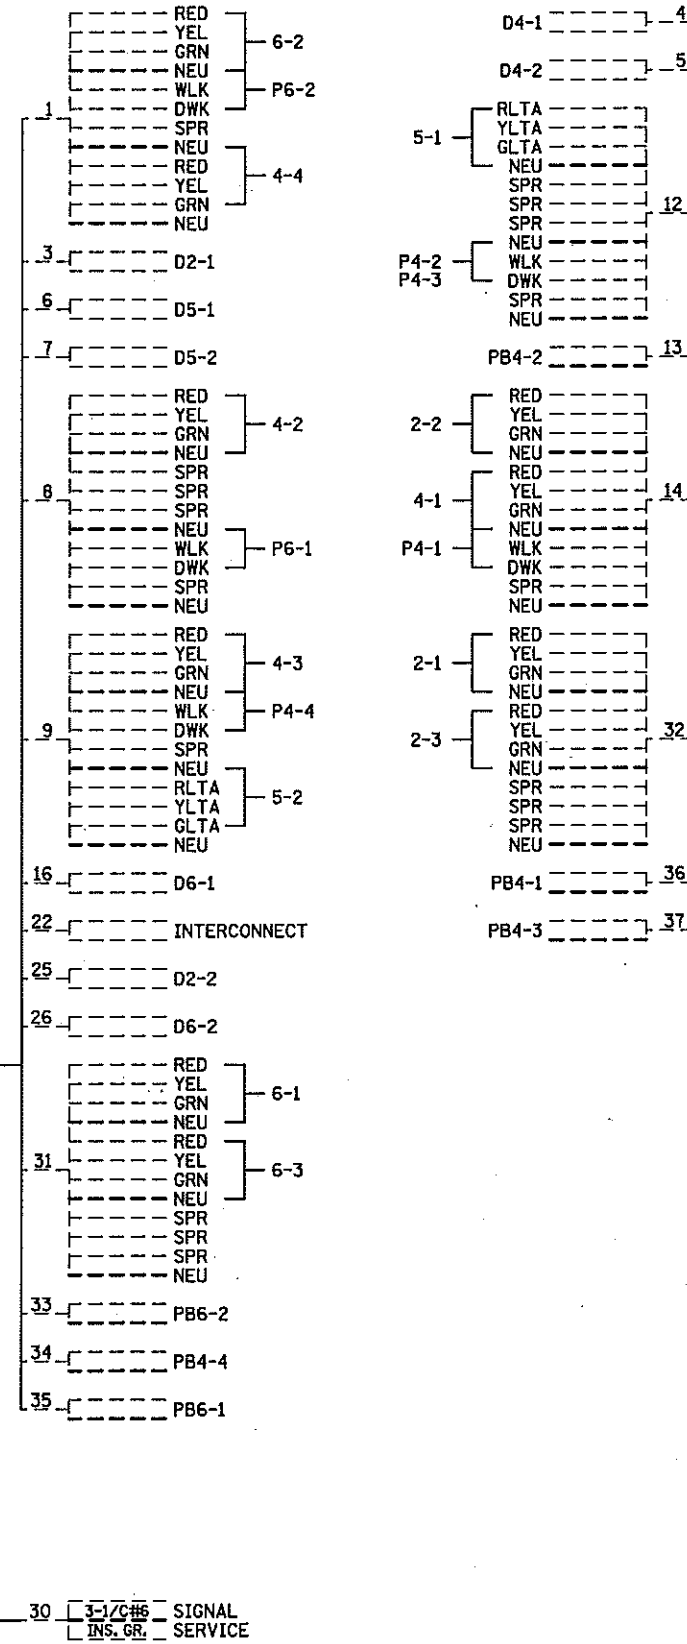 RED
YEL
6-2
GRN
NEU
WLK
P6-2
DWK
1
SPR
NEU
RED
4-4
YEL
GRN
NEU
3
D2-1
6
D5-1
7
D5-2
RED
YEL
4-2
GRN
NEU
SPR
SPR
8
SPR
NEU
WLK
P6-1
DWK
SPR
NEU
RED
YEL
4-3
GRN
NEU
WLK
P4-4
DWK
9
SPR
NEU
RLTA
YLTA
5-2
GLTA
NEU
16
D6-1
22
INTERCONNECT
25
D2-2
26
D6-2
RED
YEL
6-1
GRN
NEU
RED
31
YEL
6-3
GRN
NEU
SPR
SPR
SPR
NEU
33
PB6-2
34
PB4-4
35
PB6-1
30
3-1/C#6
SIGNAL
INS. GR.
SERVICE
D4-1
4
D4-2
5
RLTA
5-1
YLTA
GLTA
NEU
SPR
SPR
12
SPR
NEU
P4-2
WLK
P4-3
DWK
SPR
NEU
PB4-2
13
RED
2-2
YEL
GRN
NEU
RED
4-1
YEL
14
GRN
NEU
P4-1
WLK
DWK
SPR
NEU
RED
YEL
2-1
GRN
NEU
RED
2-3
YEL
32
GRN
NEU
SPR
SPR
SPR
NEU
PB4-1
36
PB4-3
37